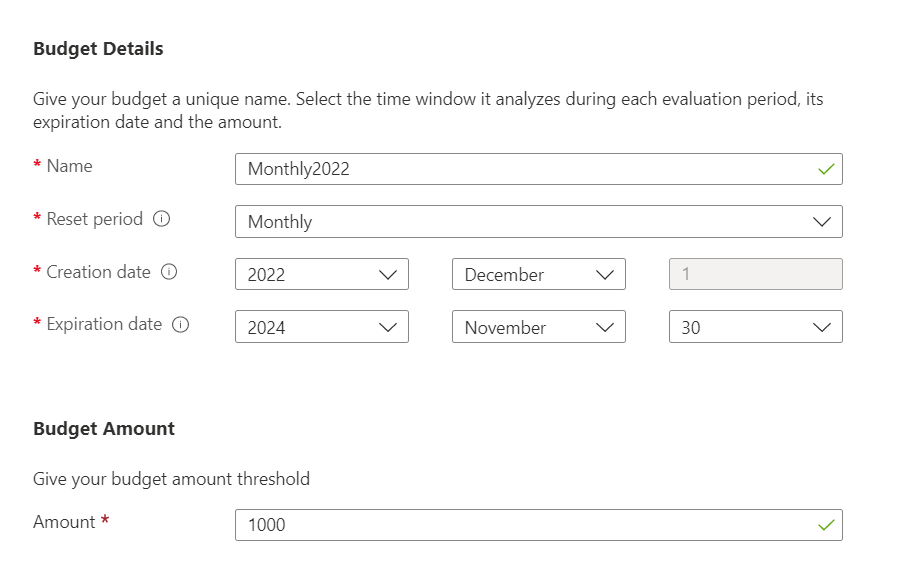 Budget Details
Give your budget a unique name. Select the time window it analyzes during each evaluation period, its
expiration date and the amount.
* Name Monthly2022
* Reset period Monthly
* Creation date 2022 December 1
* Expiration date 2024 November 30
Budget Amount
Give your budget amount threshold
Amount * 1000